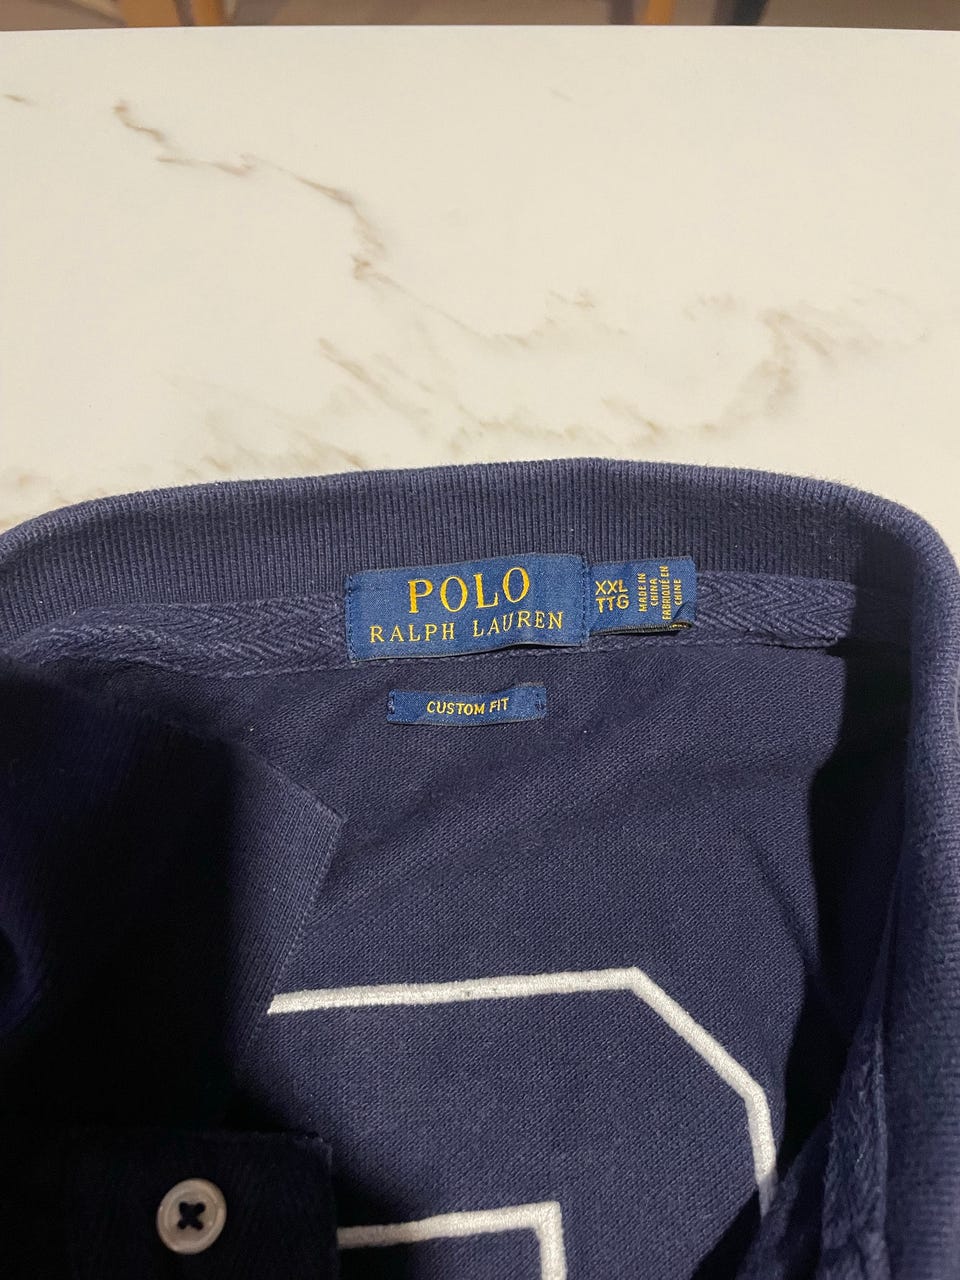 POLO
RALPH LAUREN
XXL
TTG
MADE IN
CHINA
FABRIQUÉ EN
CHINE
CUSTOM FIT